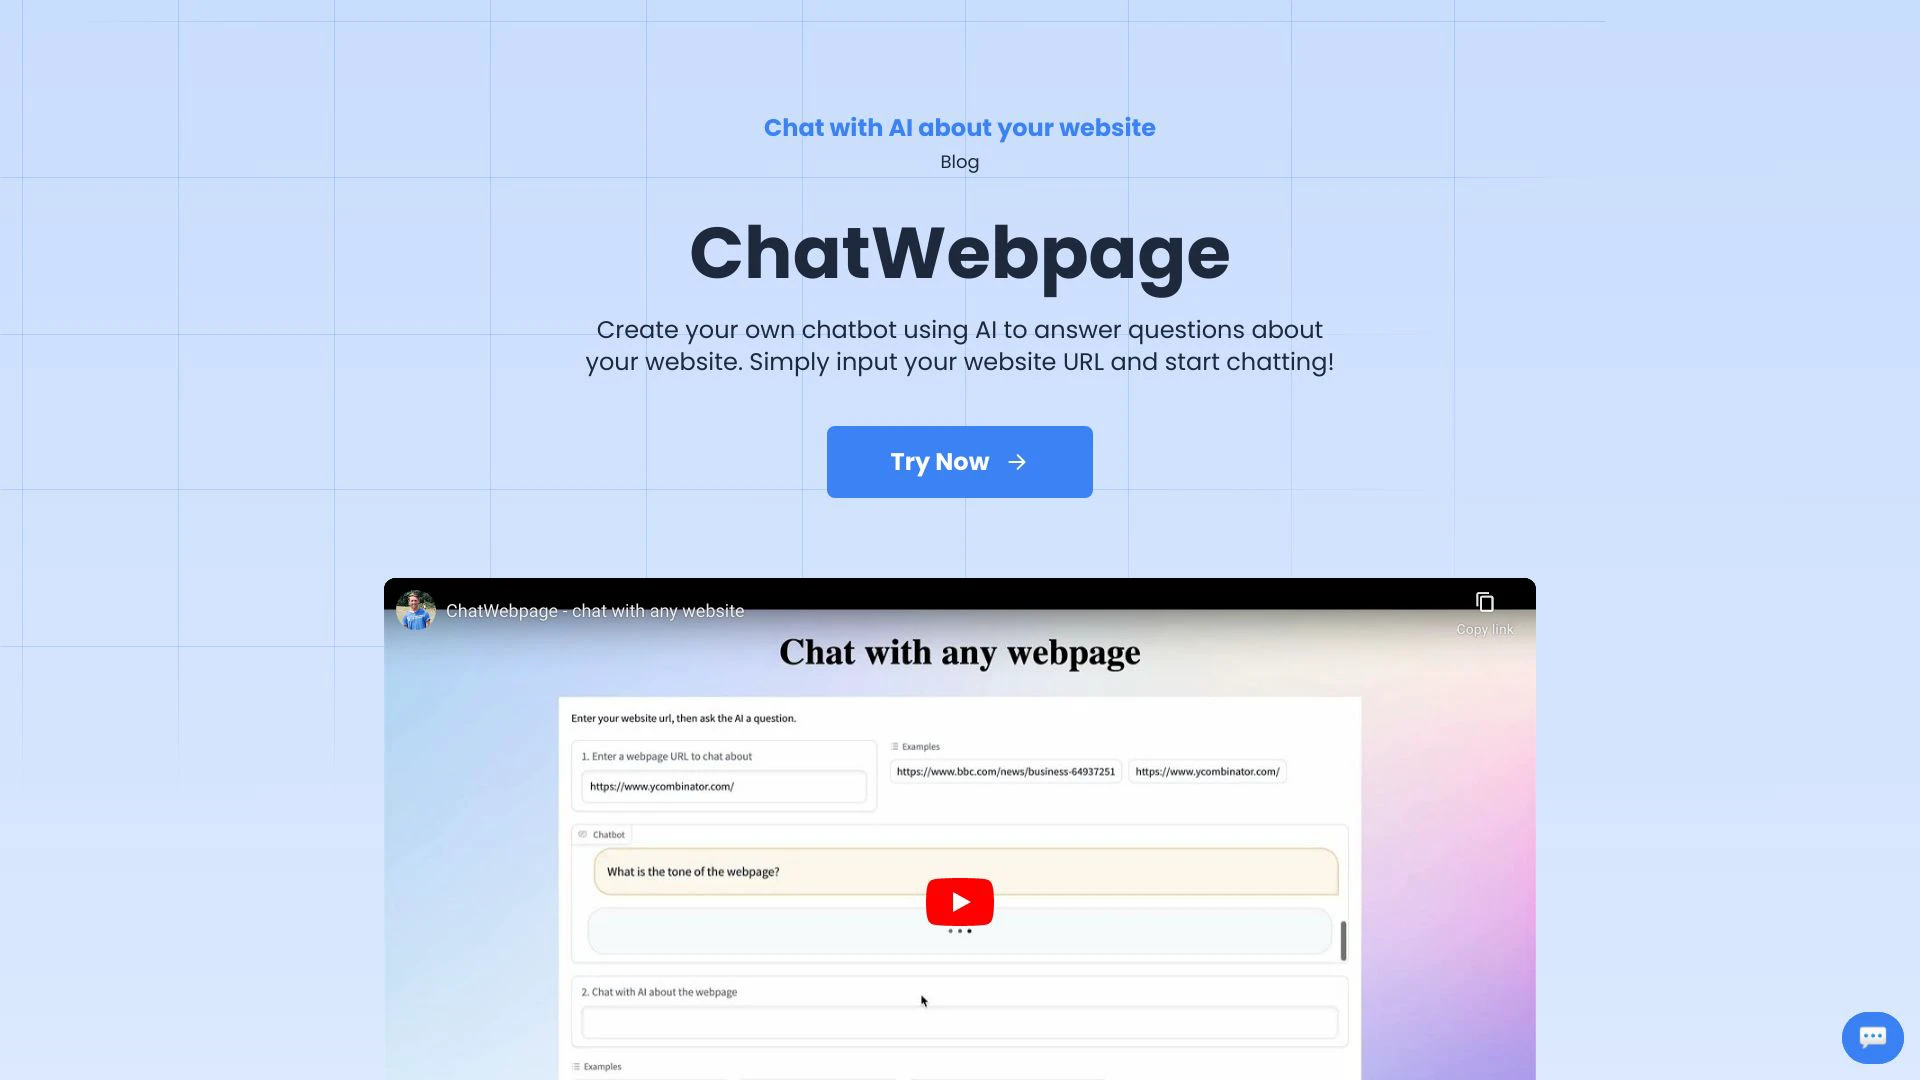 Chat with AI about your website
Blog
ChatWebpage
Create your own chatbot using AI to answer questions about
your website. Simply input your website URL and start chatting!
Try Now
ChatWebpage - chat with any website
Copy link
Chat with any webpage
Enter your website url, then ask the AI a question.
1. Enter a webpage URL to chat about
https://www.ycombinator.com/
Examples
https://www.bbc.com/news/business-64937251
https://www.ycombinator.com/
Chatbot
What is the tone of the webpage?
2. Chat with AI about the webpage
Examples